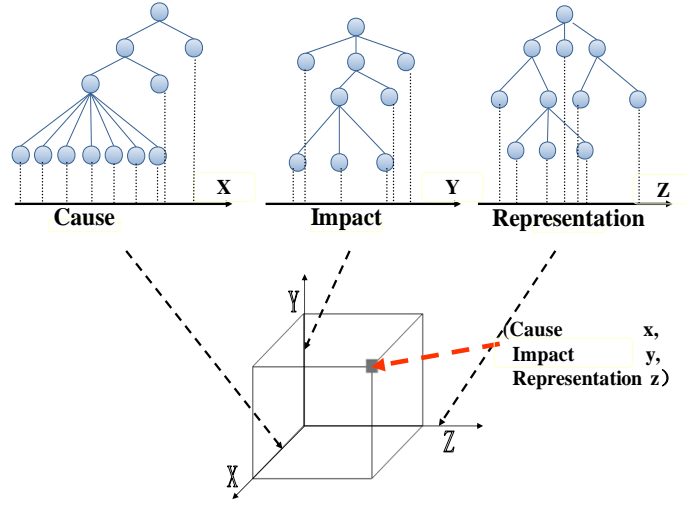 X
Y
Z
Cause
Impact
Representation
Y
(Cause x,
Impact y,
Representation z)
Z
X